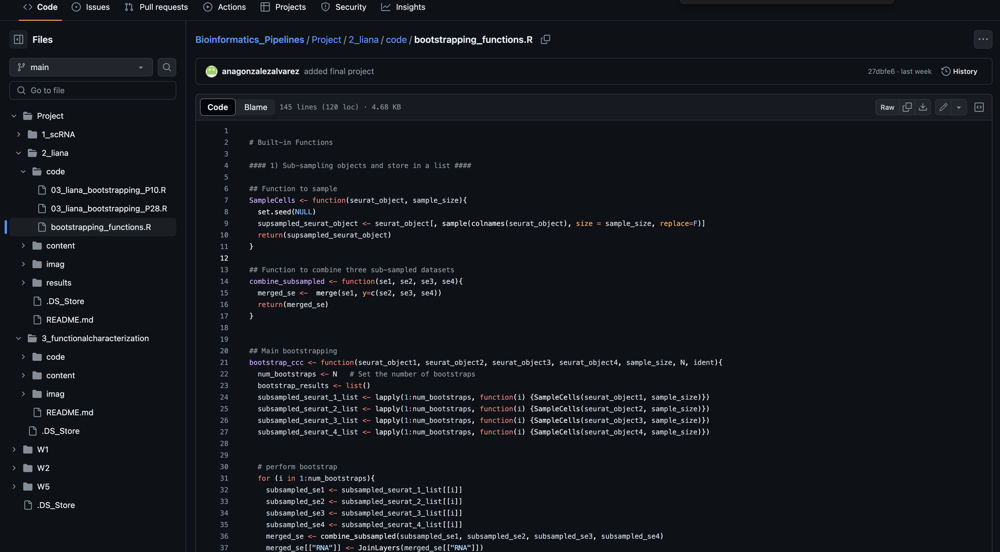 Code Issues Pull requests Actions Projects Security Insights
Files
main
Go to file
Project
1_scRNA
2_liana
code
03_liana_bootstrapping_P10.R
03_liana_bootstrapping_P28.R
bootstrapping_functions.R
content
imag
results
.DS_Store
README.md
3_functionalcharacterization
code
content
imag
README.md
.DS_Store
W1
W2
W5
.DS_Store
Bioinformatics_Pipelines / Project / 2_liana / code / bootstrapping_functions.R
anagonzalezalvarez added final project 27dbfe6 · last week History
Code Blame 145 lines (120 loc) · 4.68 KB Raw
1
2 # Built-in Functions
3
4 #### 1) Sub-sampling objects and store in a list ####
5
6 ## Function to sample
7 SampleCells <- function(seurat_object, sample_size){
8 set.seed(NULL)
9 supsampled_seurat_object <- seurat_object[, sample(colnames(seurat_object), size = sample_size, replace=F)]
10 return(supsampled_seurat_object)
11 }
12
13 ## Function to combine three sub-sampled datasets
14 combine_subsampled <- function(se1, se2, se3, se4){
15 merged_se <-  merge(se1, y=c(se2, se3, se4))
16 return(merged_se)
17 }
18
19
20 ## Main bootstrapping
21 bootstrap_ccc <- function(seurat_object1, seurat_object2, seurat_object3, seurat_object4, sample_size, N, ident){
22 num_bootstraps <- N   # Set the number of bootstraps
23 bootstrap_results <- list()
24 subsampled_seurat_1_list <- lapply(1:num_bootstraps, function(i) {SampleCells(seurat_object1, sample_size)})
25 subsampled_seurat_2_list <- lapply(1:num_bootstraps, function(i) {SampleCells(seurat_object2, sample_size)})
26 subsampled_seurat_3_list <- lapply(1:num_bootstraps, function(i) {SampleCells(seurat_object3, sample_size)})
27 subsampled_seurat_4_list <- lapply(1:num_bootstraps, function(i) {SampleCells(seurat_object4, sample_size)})
28
29
30 # perform bootstrap
31 for (i in 1:num_bootstraps){
32 subsampled_se1 <- subsampled_seurat_1_list[[i]]
33 subsampled_se2 <- subsampled_seurat_2_list[[i]]
34 subsampled_se3 <- subsampled_seurat_3_list[[i]]
35 subsampled_se4 <- subsampled_seurat_4_list[[i]]
36 merged_se <- combine_subsampled(subsampled_se1, subsampled_se2, subsampled_se3, subsampled_se4)
37 merged_se[["RNA"]] <- JoinLayers(merged_se[["RNA"]])